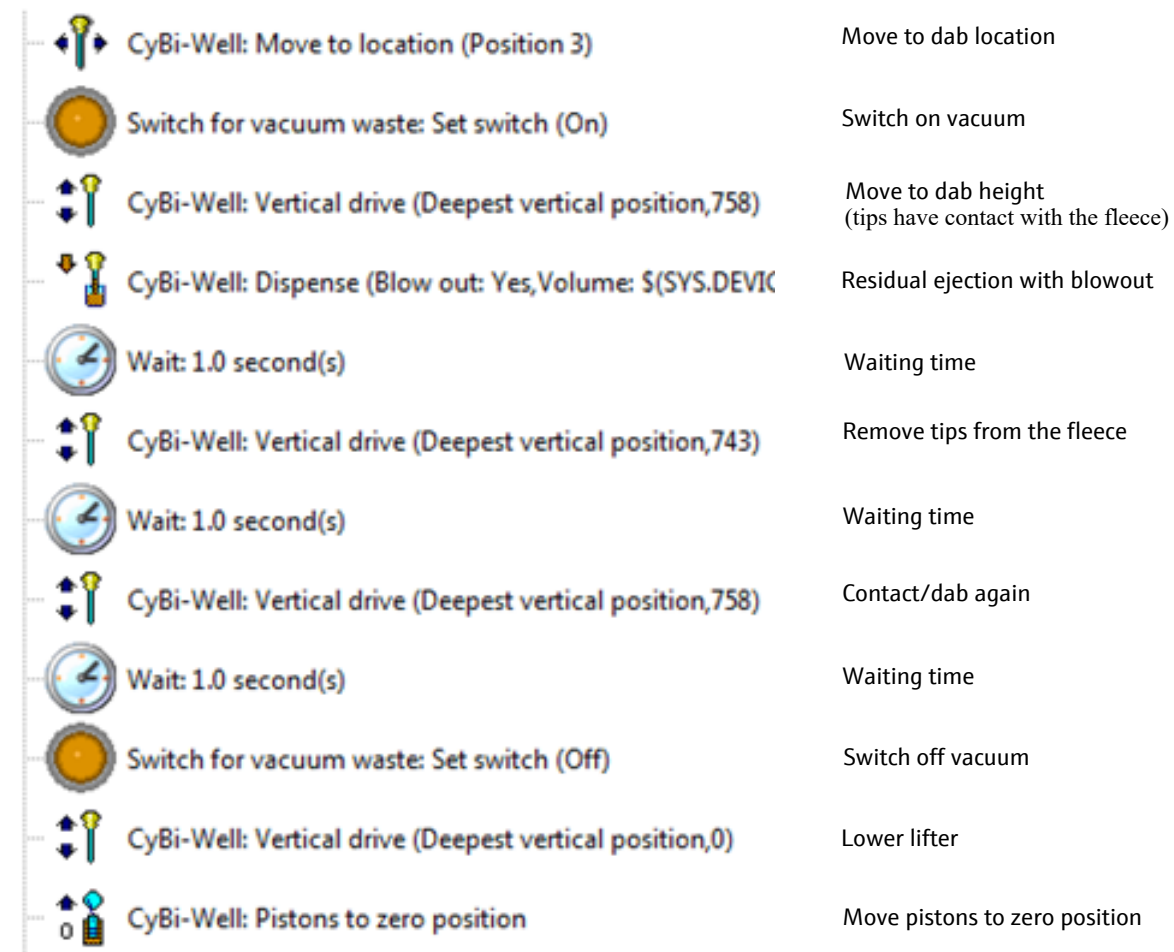 CyBi-Well: Move to location (Position 3) Move to dab location
Switch for vacuum waste: Set switch (On) Switch on vacuum
CyBi-Well: Vertical drive (Deepest vertical position,758) Move to dab height
(tips have contact with the fleece)
CyBi-Well: Dispense (Blow out: Yes,Volume: $(SYS.DEVIC Residual ejection with blowout
Wait: 1.0 second(s) Waiting time
CyBi-Well: Vertical drive (Deepest vertical position,743) Remove tips from the fleece
Wait: 1.0 second(s) Waiting time
CyBi-Well: Vertical drive (Deepest vertical position,758) Contact/dab again
Wait: 1.0 second(s) Waiting time
Switch for vacuum waste: Set switch (Off) Switch off vacuum
CyBi-Well: Vertical drive (Deepest vertical position,0) Lower lifter
0 CyBi-Well: Pistons to zero position Move pistons to zero position